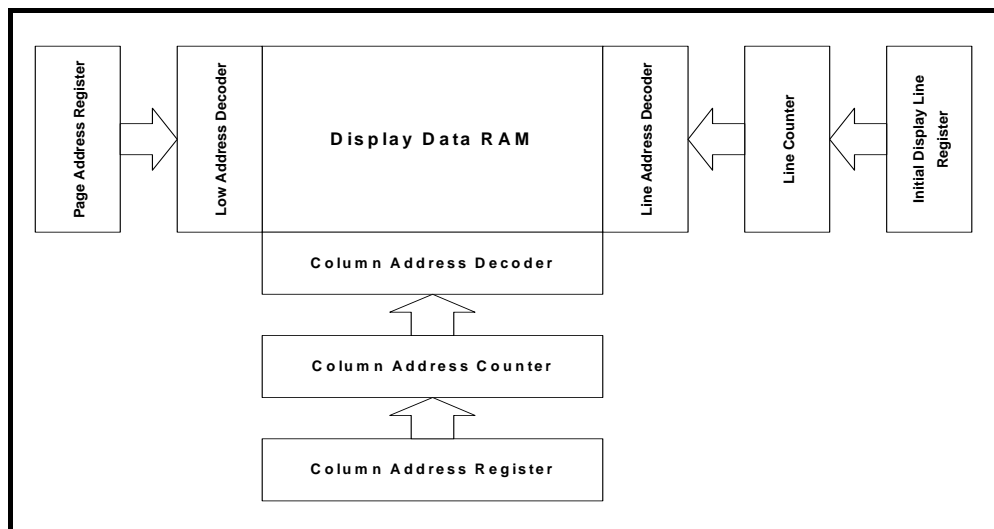 Page Address Register
Low Address Decoder
Display Data RAM
Line Address Decoder
Line Counter
Initial Display Line
Register
Column Address Decoder
Column Address Counter
Column Address Register